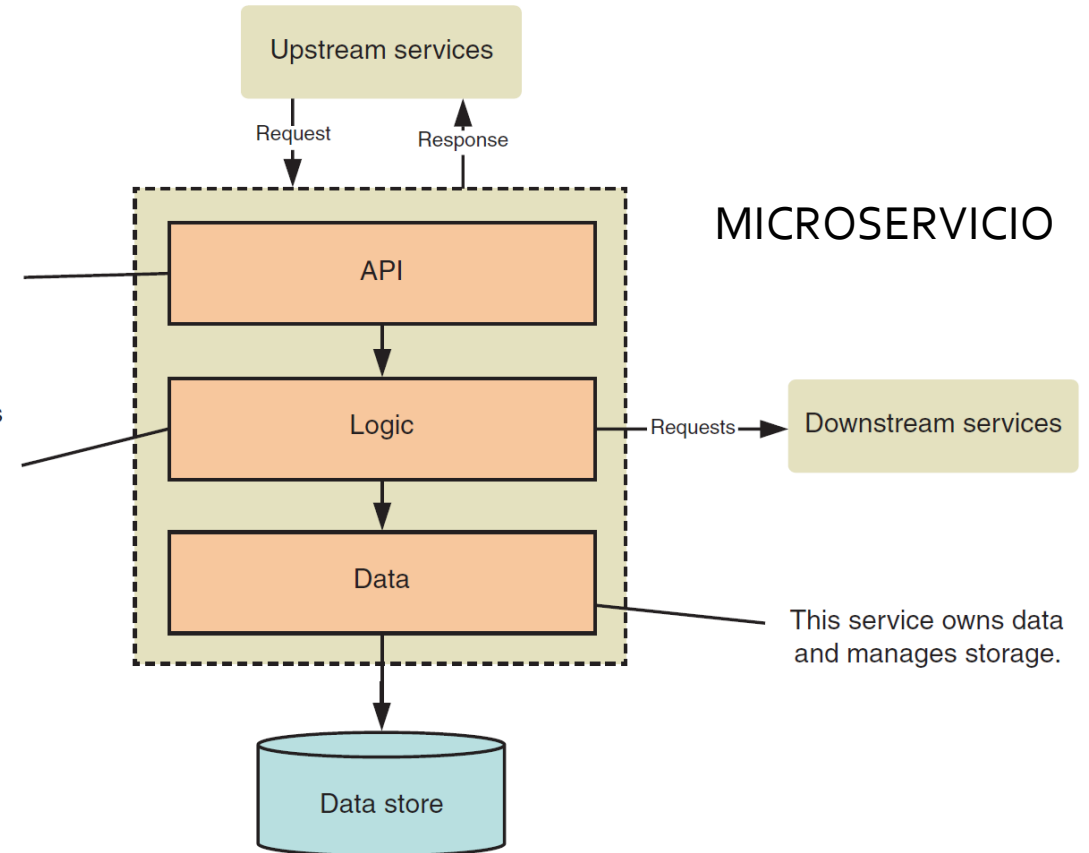 Upstream services
Request
Response
MICROSERVICIO
API
Logic
Requests
Downstream services
Data
This service owns data
and manages storage.
Data store